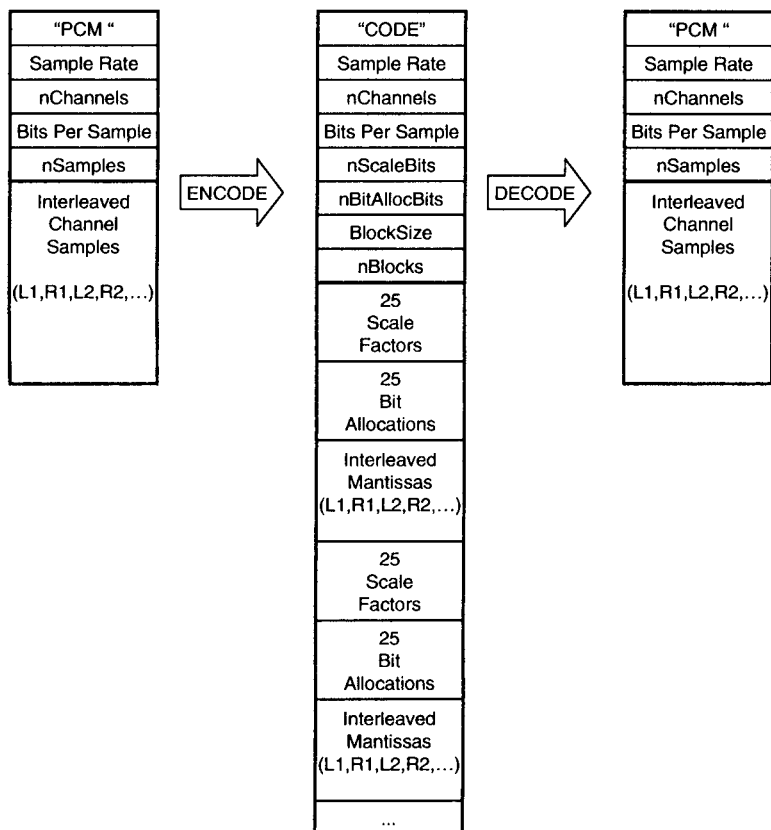 "PCM "
Sample Rate
nChannels
Bits Per Sample
nSamples
Interleaved
Channel
Samples
(L1,R1,L2,R2,...)
ENCODE
"CODE"
Sample Rate
nChannels
Bits Per Sample
nScaleBits
nBitAllocBits
BlockSize
nBlocks
25
Scale
Factors
25
Bit
Allocations
Interleaved
Mantissas
(L1,R1,L2,R2,...)
25
Scale
Factors
25
Bit
Allocations
Interleaved
Mantissas
(L1,R1,L2,R2,...)
...
DECODE
"PCM "
Sample Rate
nChannels
Bits Per Sample
nSamples
Interleaved
Channel
Samples
(L1,R1,L2,R2,...)